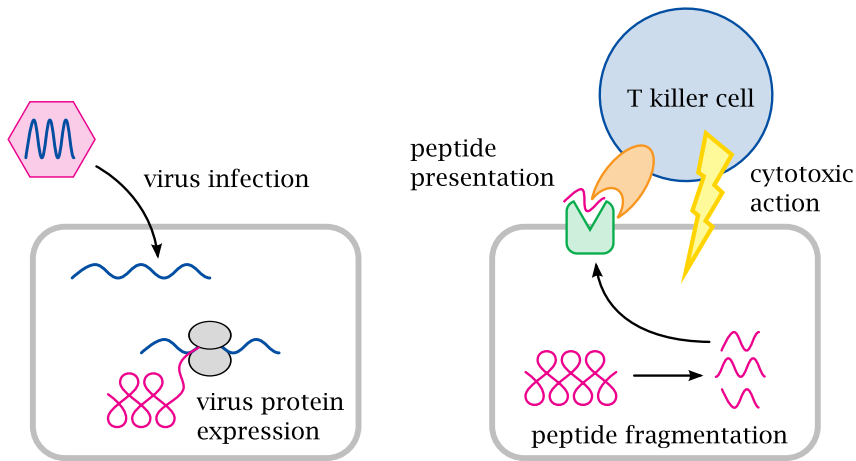 virus infection
virus protein
expression
T killer cell
peptide
presentation
cytotoxic
action
peptide fragmentation